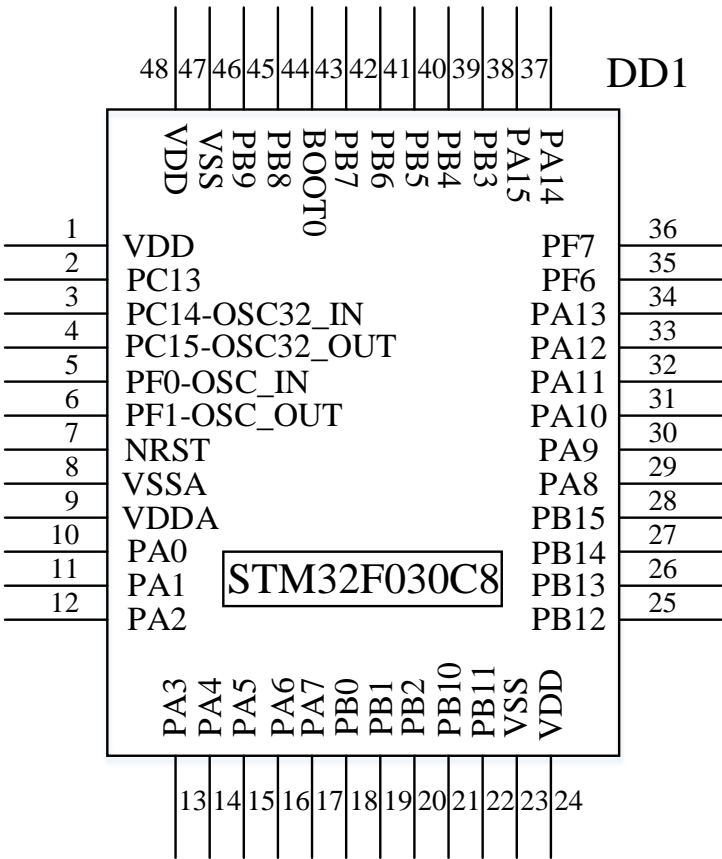 48 47 46 45 44 43 42 41 40 39 38 37
DD1
VDD VSS PB9 PB8 BOOT0 PB7 PB6 PB5 PB4 PB3 PA15 PA14
1 VDD PF7 36
2 PC13 PF6 35
3 PC14-OSC32_IN PA13 34
4 PC15-OSC32_OUT PA12 33
5 PF0-OSC_IN PA11 32
6 PF1-OSC_OUT PA10 31
7 NRST PA9 30
8 VSSA PA8 29
9 VDDA PB15 28
10 PA0 PB14 27
11 PA1 PB13 26
12 PA2 PB12 25
STM32F030C8
PA3 PA4 PA5 PA6 PA7 PB0 PB1 PB2 PB10 PB11 VSS VDD
13 14 15 16 17 18 19 20 21 22 23 24